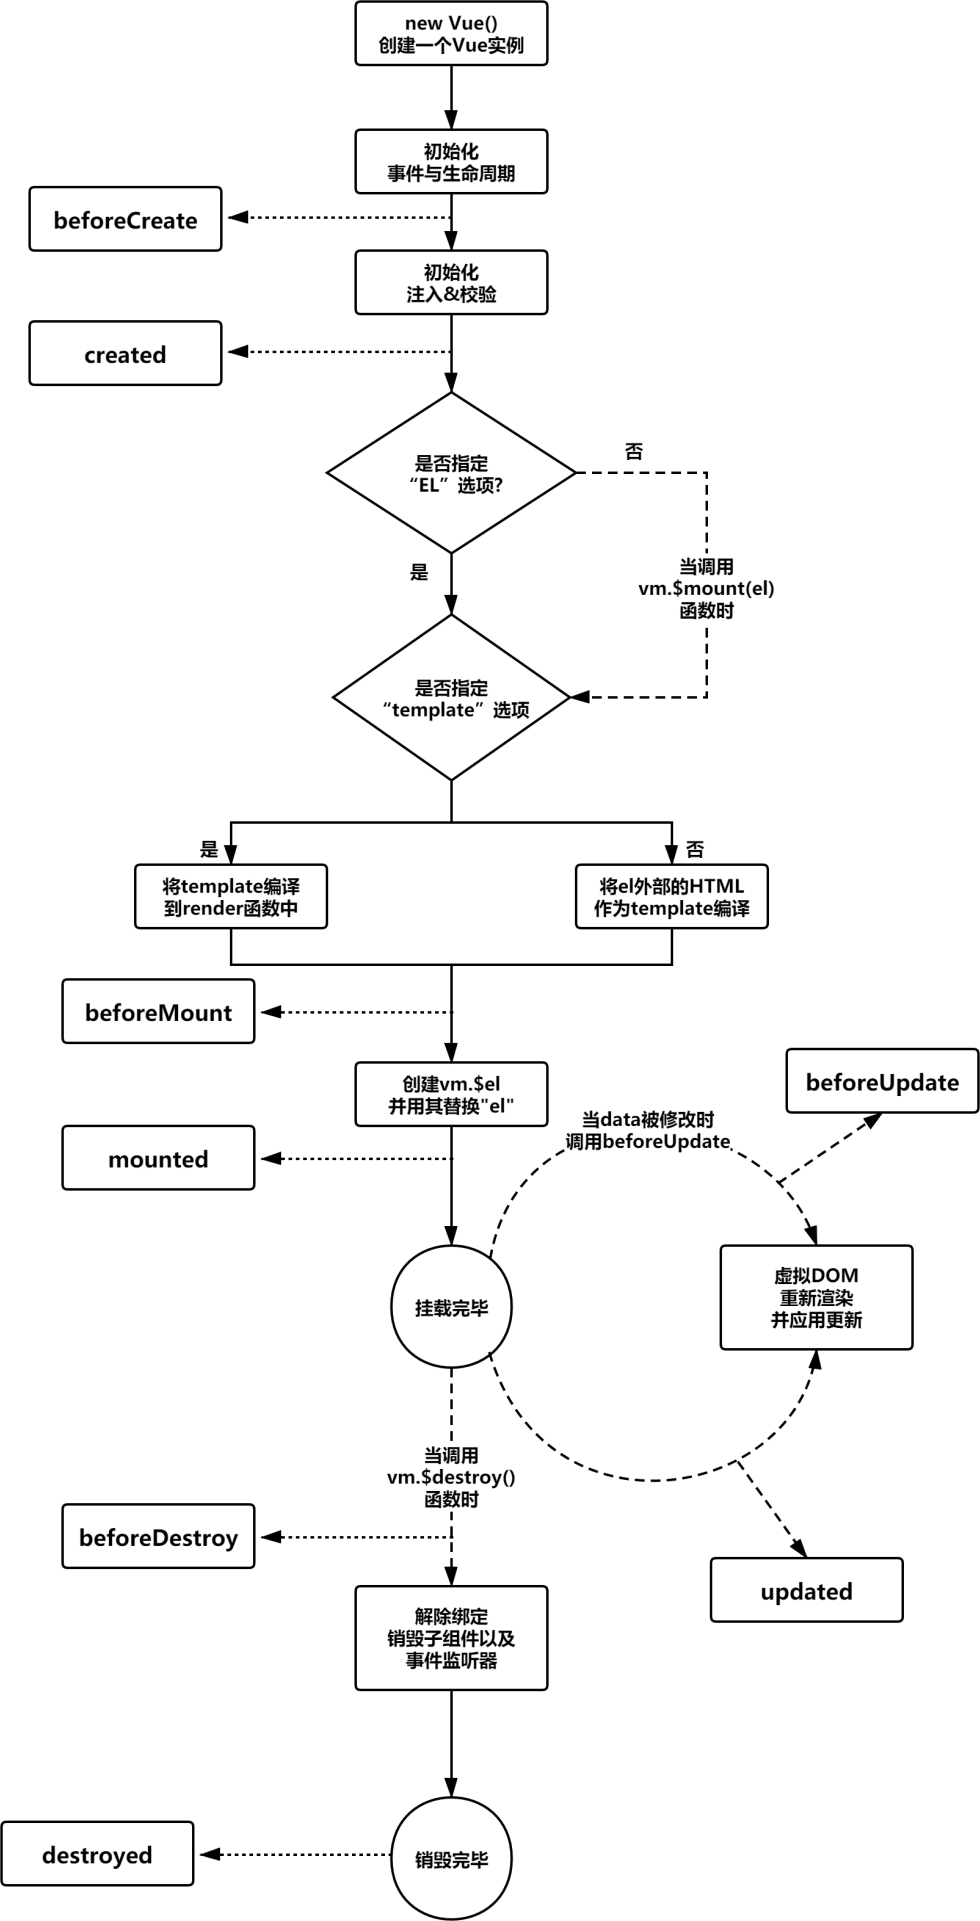 new Vue()
创建一个Vue实例
初始化
事件与生命周期
beforeCreate
初始化
注入&校验
created
是否指定
“EL”选项?
否
是
当调用
vm.$mount(el)
函数时
是否指定
“template”选项
是
否
将template编译
到render函数中
将el外部的HTML
作为template编译
beforeMount
创建vm.$el
并用其替换"el"
beforeUpdate
当data被修改时
调用beforeUpdate
mounted
挂载完毕
虚拟DOM
重新渲染
并应用更新
当调用
vm.$destroy()
函数时
beforeDestroy
updated
解除绑定
销毁子组件以及
事件监听器
destroyed
销毁完毕